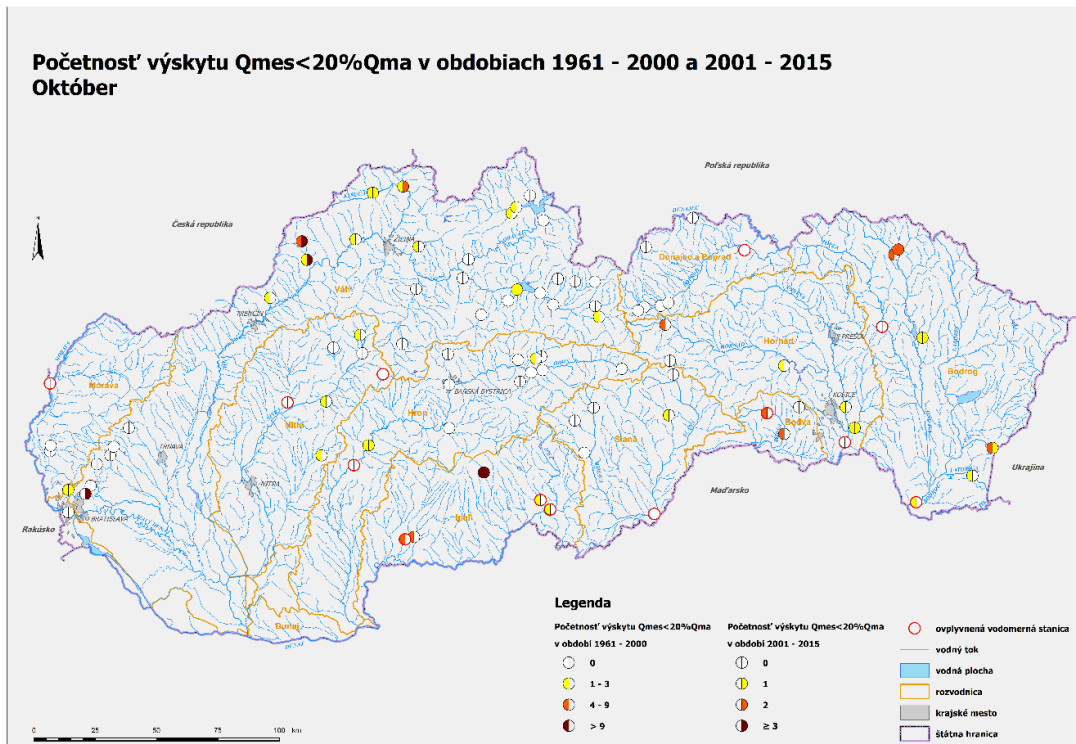 Početnosť výskytu Qmes<20%Qma v obdobiach 1961 - 2000 a 2001 - 2015
Október
Poľská republika
Česká republika
DUNAJEC
ŽILINA
Dunajec a Poprad
Váh
TRENČÍN
Morava
Hornád
PREŠOV
Bodrog
BANSKÁ BYSTRICA
Hron
Nitra
Slaná
KOŠICE
Bodva
TRNAVA
NITRA
Ipeľ
Maďarsko
Ukrajina
Rakúsko
BRATISLAVA
Dunaj
DUNAJ
Legenda
Početnosť výskytu Qmes<20%Qma
v období 1961 - 2000
0
1 - 3
4 - 9
> 9
Početnosť výskytu Qmes<20%Qma
v období 2001 - 2015
0
1
2
≥ 3
ovplyvnená vodomerná stanica
vodný tok
vodná plocha
rozvodnica
krajské mesto
štátna hranica
0 25 50 75 100 km